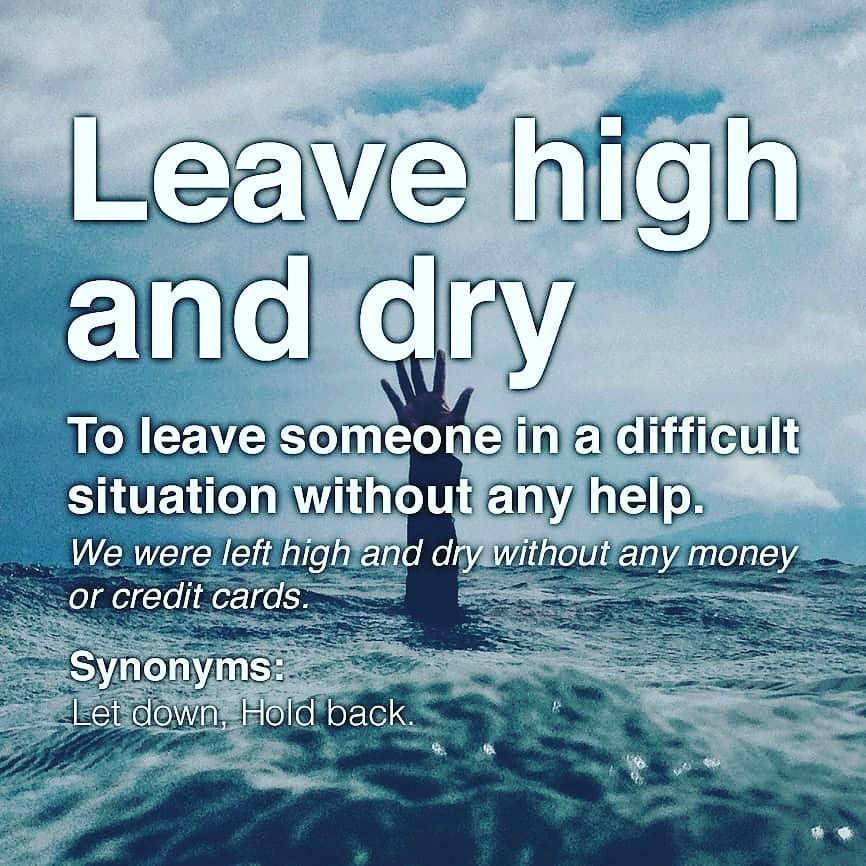 Leave high
and dry
To leave someone in a difficult
situation without any help.
We were left high and dry without any money
or credit cards.
Synonyms:
Let down, Hold back.